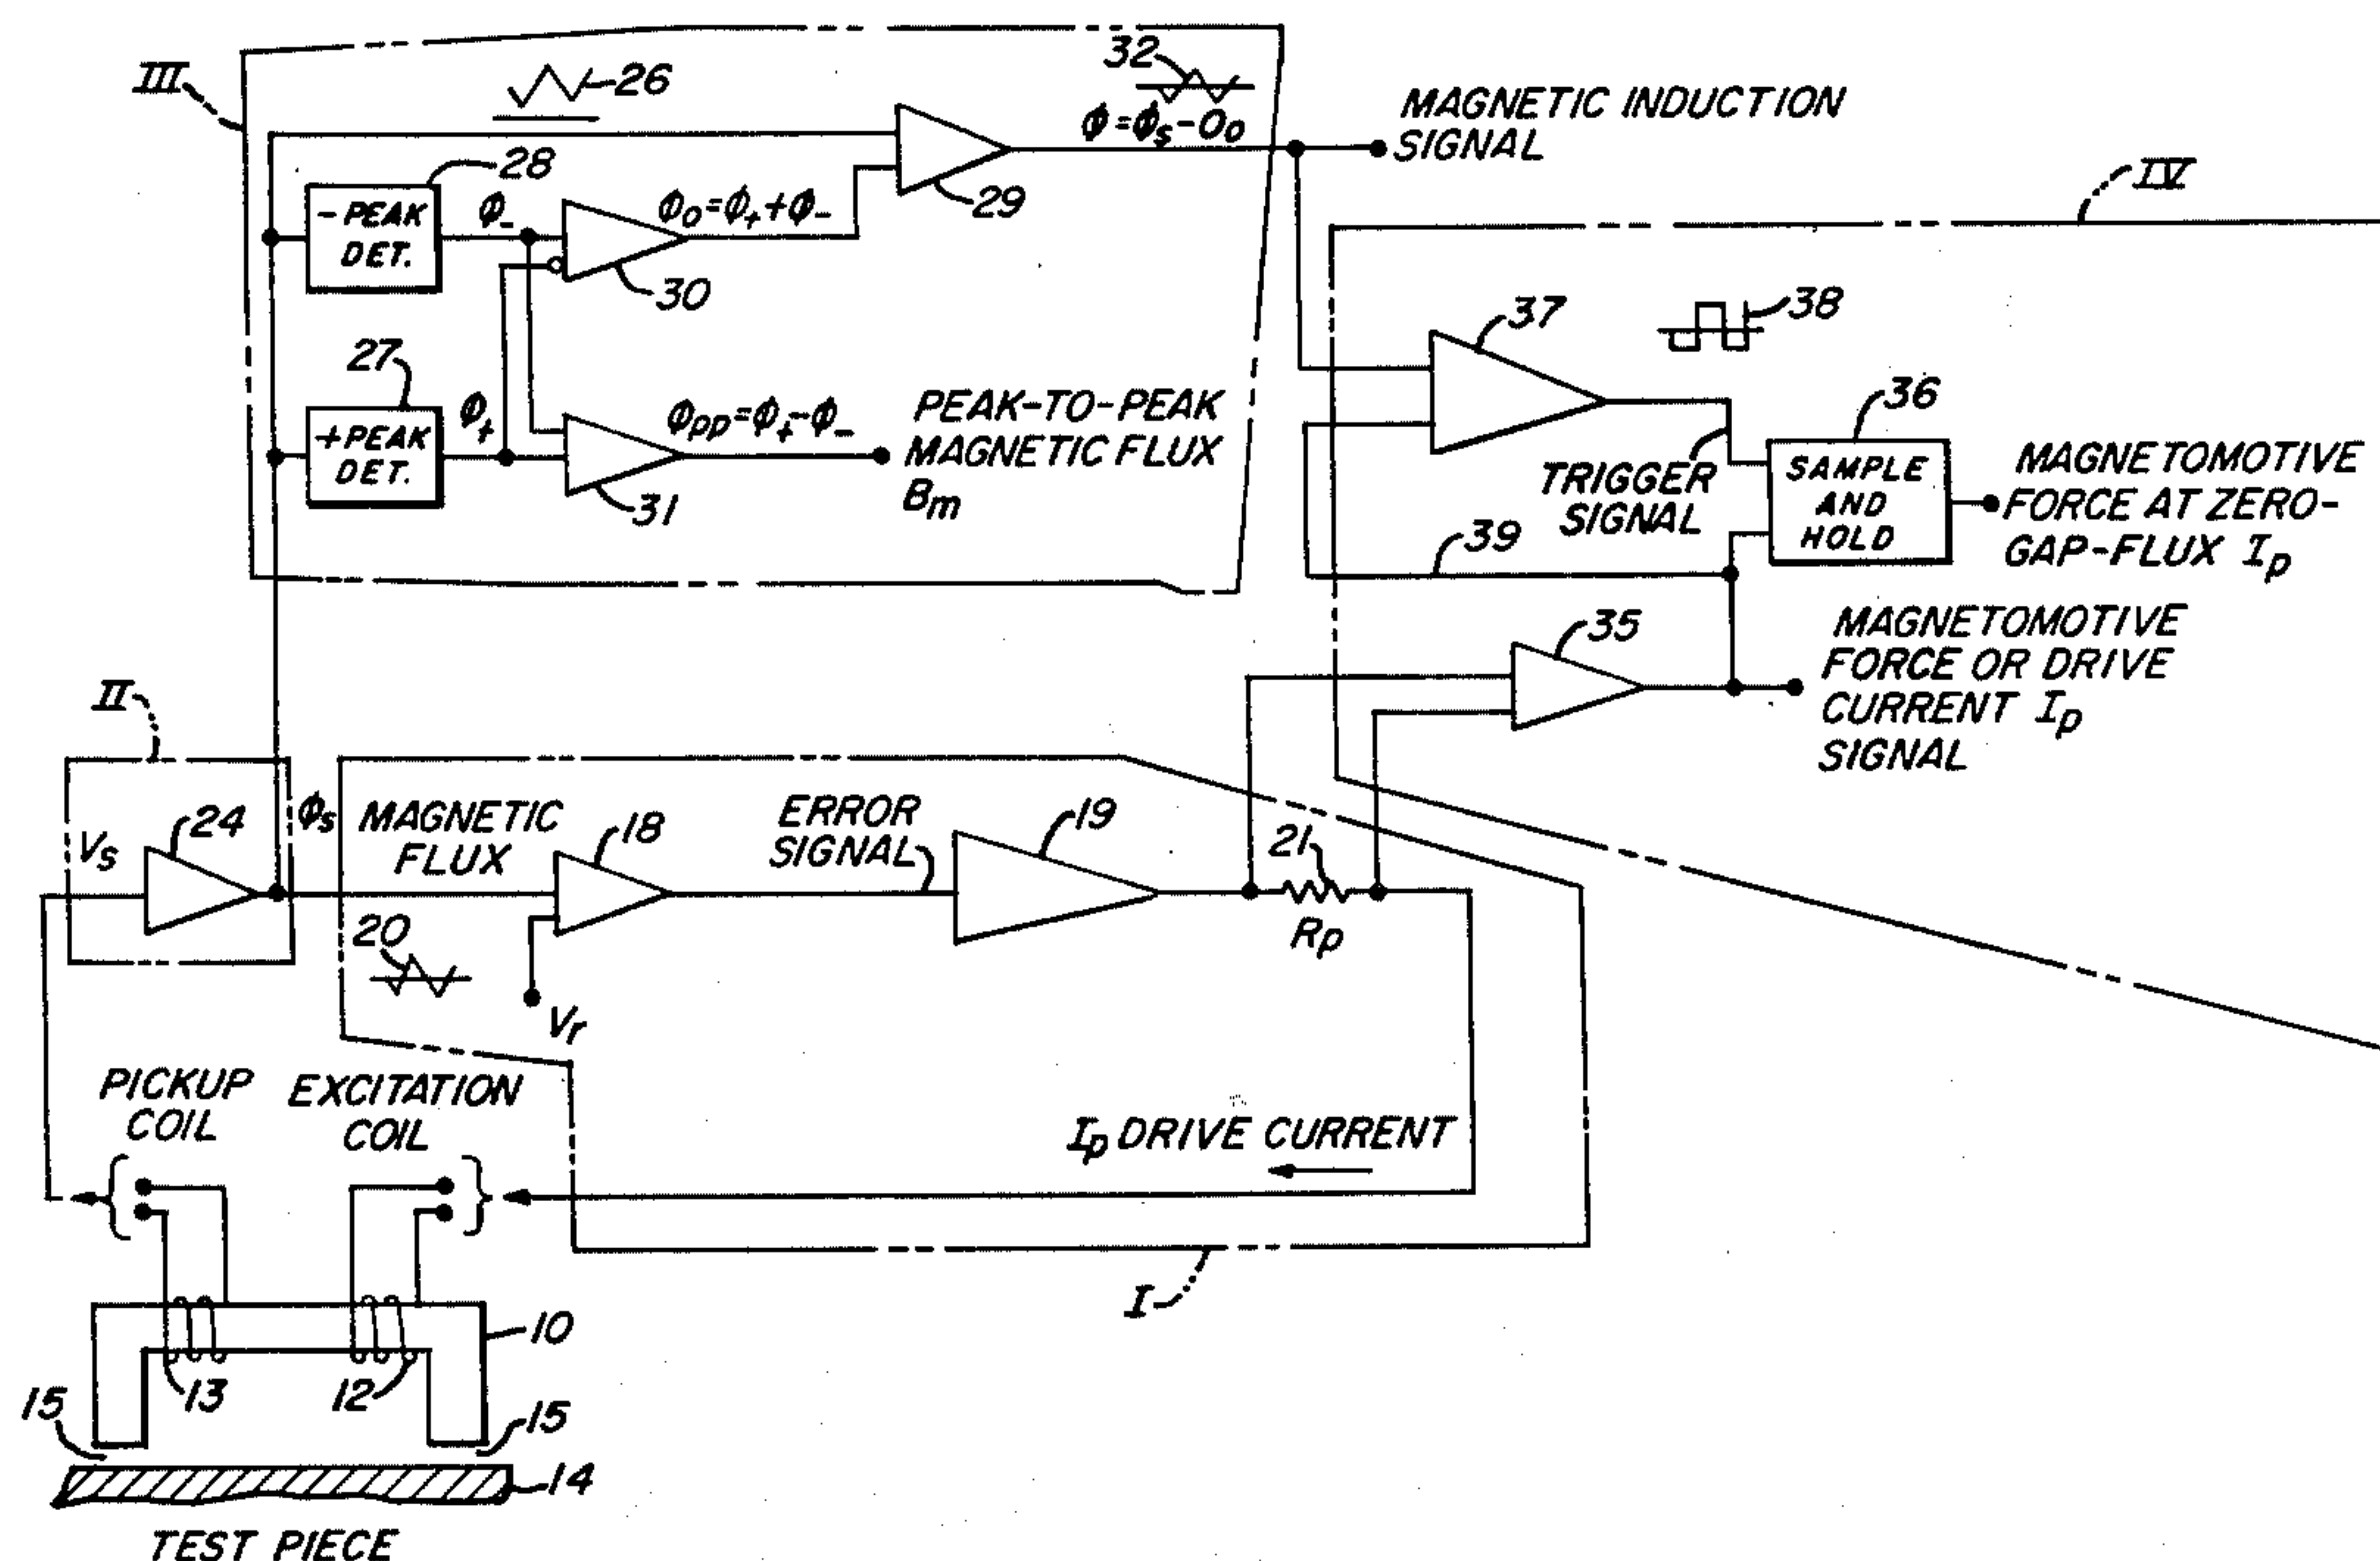 III
26
32
ϕ=ϕs-Oo
MAGNETIC INDUCTION
SIGNAL
28
-PEAK
DET.
ϕ-
ϕo=ϕ++ϕ-
29
30
IV
27
+PEAK
DET.
ϕ+
ϕpp=ϕ+-ϕ-
31
PEAK-TO-PEAK
MAGNETIC FLUX
Bm
37
38
36
TRIGGER
SIGNAL
SAMPLE
AND
HOLD
MAGNETOMOTIVE
FORCE AT ZERO-
GAP-FLUX Ip
39
35
MAGNETOMOTIVE
FORCE OR DRIVE
CURRENT Ip
SIGNAL
II
Vs
24
ϕs
MAGNETIC
FLUX
18
ERROR
SIGNAL
19
21
Rp
20
Vr
PICKUP
COIL
EXCITATION
COIL
Ip DRIVE CURRENT
I
10
13
12
15
15
14
TEST PIECE